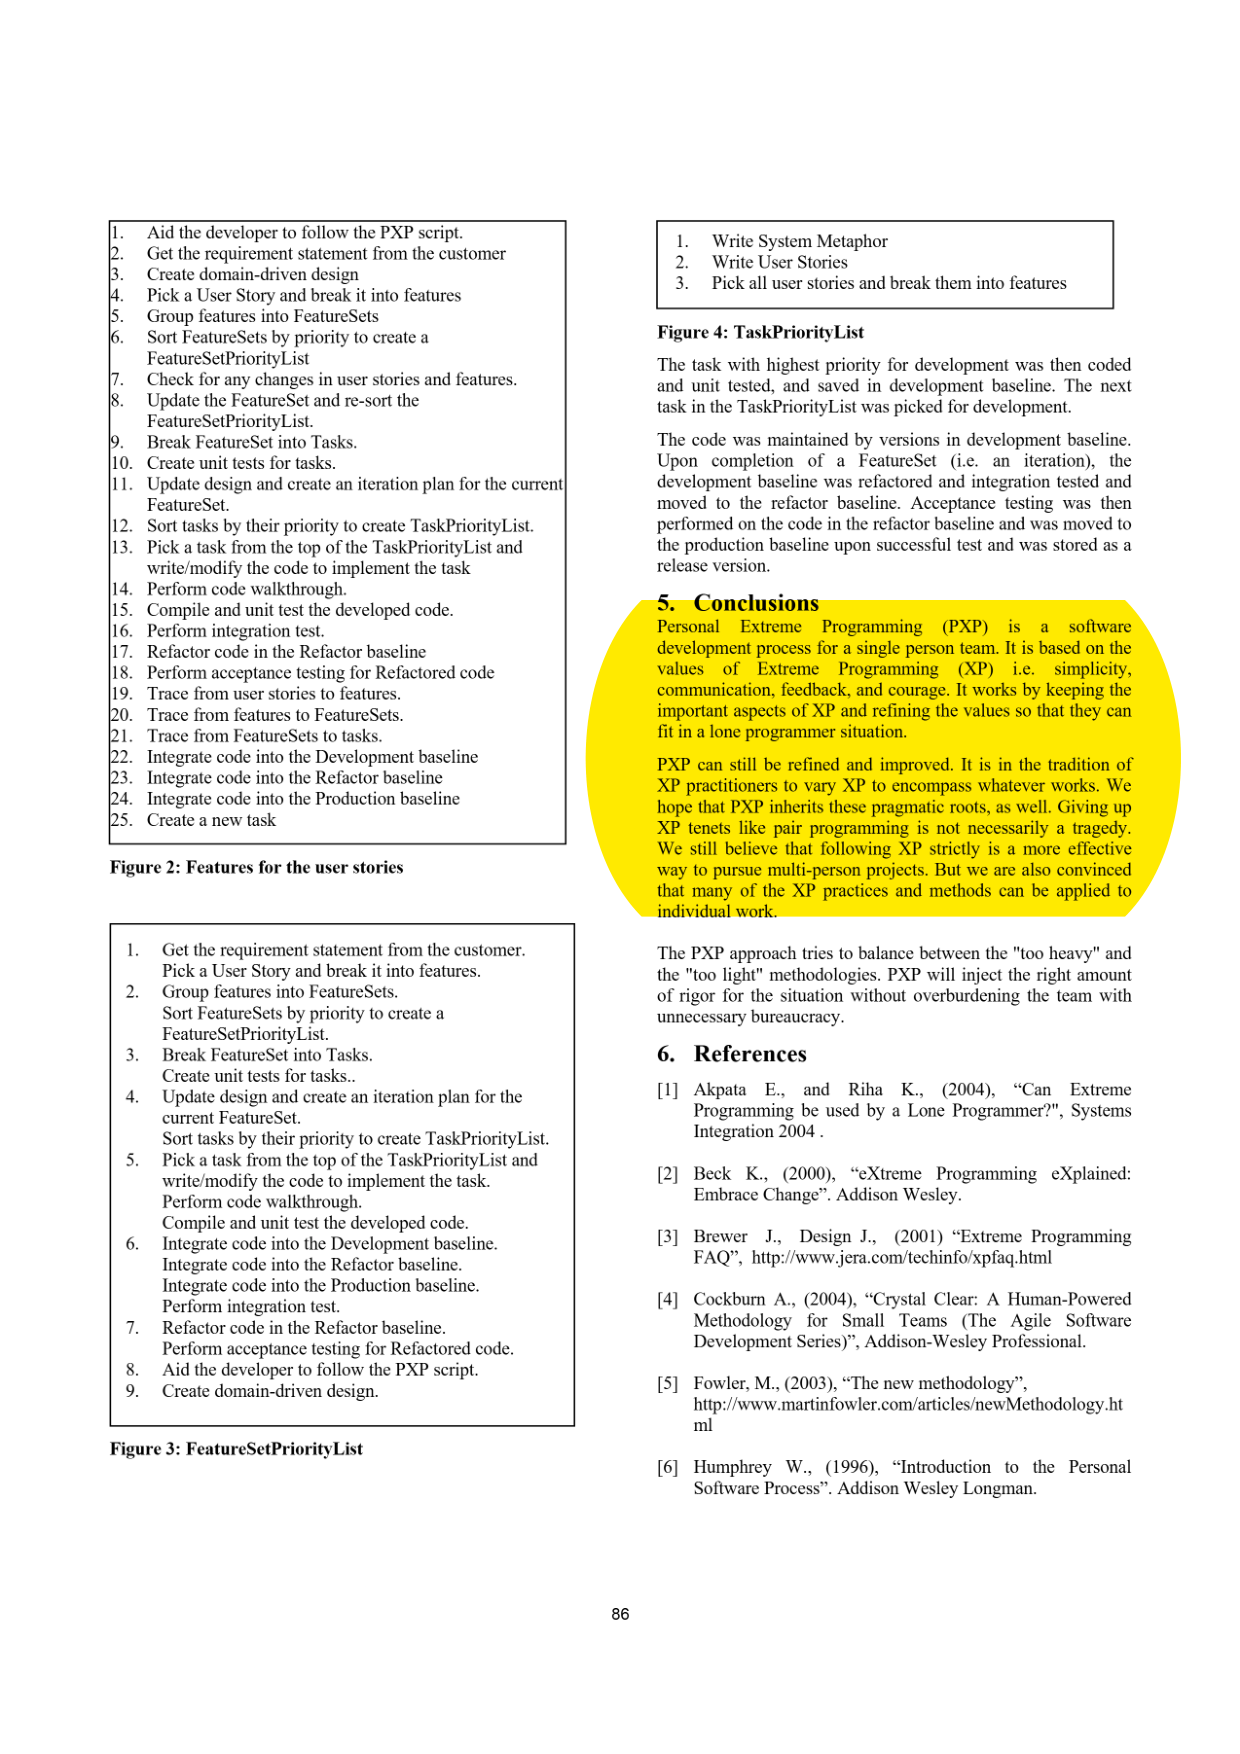 1. Aid the developer to follow the PXP script.
2. Get the requirement statement from the customer
3. Create domain-driven design
4. Pick a User Story and break it into features
5. Group features into FeatureSets
6. Sort FeatureSets by priority to create a
FeatureSetPriorityList
7. Check for any changes in user stories and features.
8. Update the FeatureSet and re-sort the
FeatureSetPriorityList.
9. Break FeatureSet into Tasks.
10. Create unit tests for tasks.
11. Update design and create an iteration plan for the current
FeatureSet.
12. Sort tasks by their priority to create TaskPriorityList.
13. Pick a task from the top of the TaskPriorityList and
write/modify the code to implement the task
14. Perform code walkthrough.
15. Compile and unit test the developed code.
16. Perform integration test.
17. Refactor code in the Refactor baseline
18. Perform acceptance testing for Refactored code
19. Trace from user stories to features.
20. Trace from features to FeatureSets.
21. Trace from FeatureSets to tasks.
22. Integrate code into the Development baseline
23. Integrate code into the Refactor baseline
24. Integrate code into the Production baseline
25. Create a new task
Figure 2: Features for the user stories
1. Get the requirement statement from the customer.
Pick a User Story and break it into features.
2. Group features into FeatureSets.
Sort FeatureSets by priority to create a
FeatureSetPriorityList.
3. Break FeatureSet into Tasks.
Create unit tests for tasks..
4. Update design and create an iteration plan for the
current FeatureSet.
Sort tasks by their priority to create TaskPriorityList.
5. Pick a task from the top of the TaskPriorityList and
write/modify the code to implement the task.
Perform code walkthrough.
Compile and unit test the developed code.
6. Integrate code into the Development baseline.
Integrate code into the Refactor baseline.
Integrate code into the Production baseline.
Perform integration test.
7. Refactor code in the Refactor baseline.
Perform acceptance testing for Refactored code.
8. Aid the developer to follow the PXP script.
9. Create domain-driven design.
Figure 3: FeatureSetPriorityList
1. Write System Metaphor
2. Write User Stories
3. Pick all user stories and break them into features
Figure 4: TaskPriorityList
The task with highest priority for development was then coded
and unit tested, and saved in development baseline. The next
task in the TaskPriorityList was picked for development.
The code was maintained by versions in development baseline.
Upon completion of a FeatureSet (i.e. an iteration), the
development baseline was refactored and integration tested and
moved to the refactor baseline. Acceptance testing was then
performed on the code in the refactor baseline and was moved to
the production baseline upon successful test and was stored as a
release version.
5. Conclusions
Personal Extreme Programming (PXP) is a software
development process for a single person team. It is based on the
values of Extreme Programming (XP) i.e. simplicity,
communication, feedback, and courage. It works by keeping the
important aspects of XP and refining the values so that they can
fit in a lone programmer situation.
PXP can still be refined and improved. It is in the tradition of
XP practitioners to vary XP to encompass whatever works. We
hope that PXP inherits these pragmatic roots, as well. Giving up
XP tenets like pair programming is not necessarily a tragedy.
We still believe that following XP strictly is a more effective
way to pursue multi-person projects. But we are also convinced
that many of the XP practices and methods can be applied to
individual work.
The PXP approach tries to balance between the "too heavy" and
the "too light" methodologies. PXP will inject the right amount
of rigor for the situation without overburdening the team with
unnecessary bureaucracy.
6. References
[1] Akpata E., and Riha K., (2004), “Can Extreme
Programming be used by a Lone Programmer?", Systems
Integration 2004 .
[2] Beck K., (2000), “eXtreme Programming eXplained:
Embrace Change”. Addison Wesley.
[3] Brewer J., Design J., (2001) “Extreme Programming
FAQ”, http://www.jera.com/techinfo/xpfaq.html
[4] Cockburn A., (2004), “Crystal Clear: A Human-Powered
Methodology for Small Teams (The Agile Software
Development Series)”, Addison-Wesley Professional.
[5] Fowler, M., (2003), “The new methodology”,
http://www.martinfowler.com/articles/newMethodology.ht
ml
[6] Humphrey W., (1996), “Introduction to the Personal
Software Process”. Addison Wesley Longman.
86